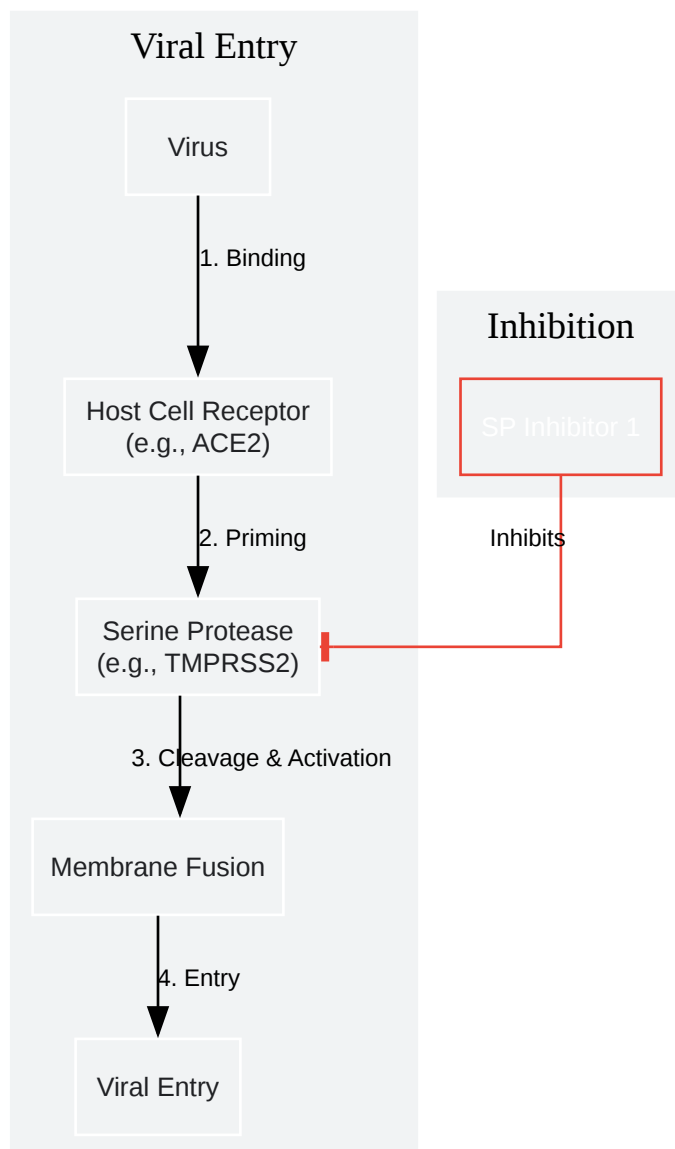 Viral Entry
Virus
1. Binding
Host Cell Receptor
(e.g., ACE2)
2. Priming
Serine Protease
(e.g., TMPRSS2)
3. Cleavage & Activation
Membrane Fusion
4. Entry
Viral Entry
Inhibition
SP Inhibitor 1
Inhibits